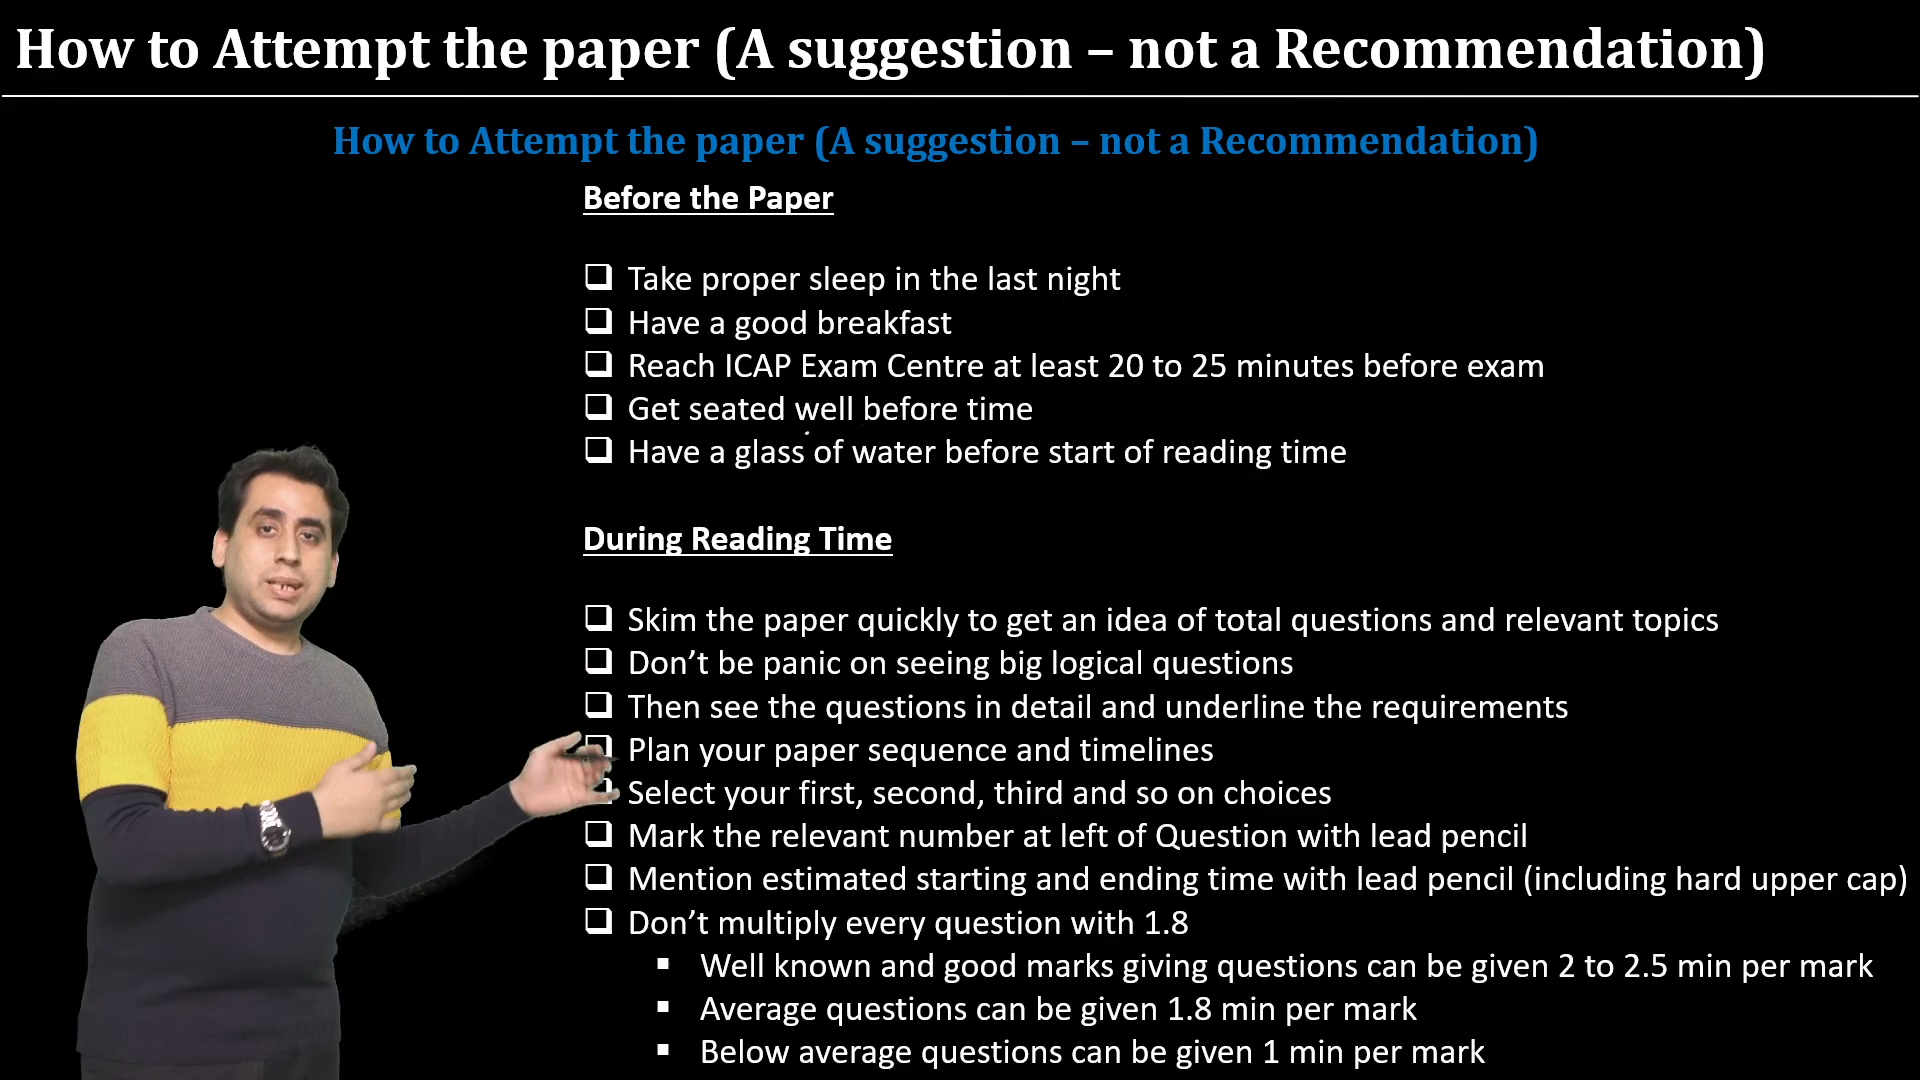 How to Attempt the paper (A suggestion – not a Recommendation)
How to Attempt the paper (A suggestion – not a Recommendation)
Before the Paper
Take proper sleep in the last night
Have a good breakfast
Reach ICAP Exam Centre at least 20 to 25 minutes before exam
Get seated well before time
Have a glass of water before start of reading time
During Reading Time
Skim the paper quickly to get an idea of total questions and relevant topics
Don’t be panic on seeing big logical questions
Then see the questions in detail and underline the requirements
Plan your paper sequence and timelines
Select your first, second, third and so on choices
Mark the relevant number at left of Question with lead pencil
Mention estimated starting and ending time with lead pencil (including hard upper cap)
Don’t multiply every question with 1.8
Well known and good marks giving questions can be given 2 to 2.5 min per mark
Average questions can be given 1.8 min per mark
Below average questions can be given 1 min per mark